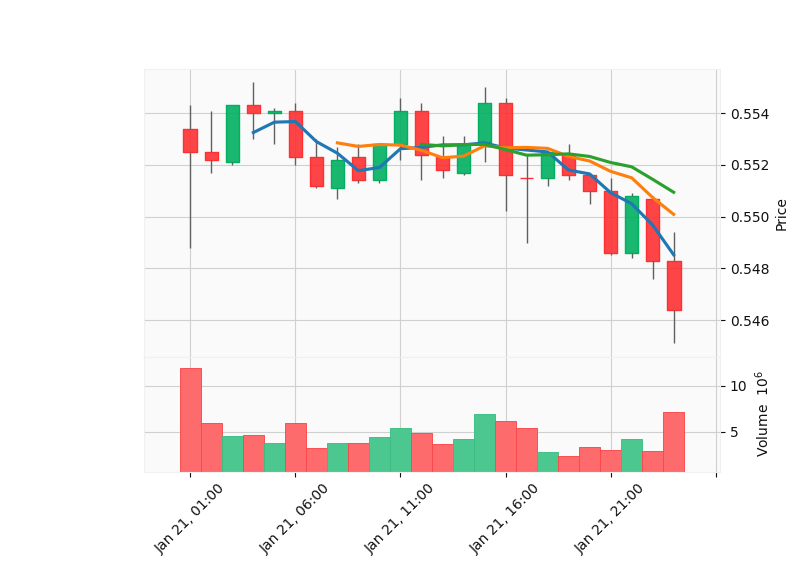 0.554
0.552
0.550
0.548
0.546
Price
10
5
Volume 10^6
Jan 21, 01:00
Jan 21, 06:00
Jan 21, 11:00
Jan 21, 16:00
Jan 21, 21:00